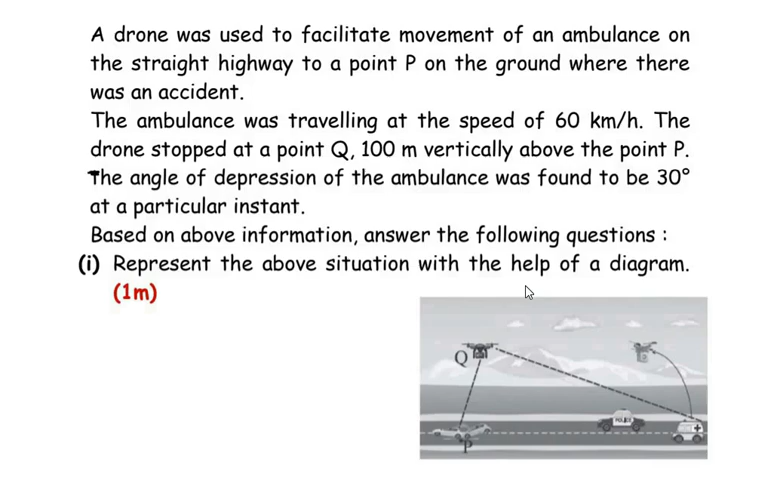 A drone was used to facilitate movement of an ambulance on
the straight highway to a point P on the ground where there
was an accident.
The ambulance was travelling at the speed of 60 km/h. The
drone stopped at a point Q, 100 m vertically above the point P.
The angle of depression of the ambulance was found to be 30°
at a particular instant.
Based on above information, answer the following questions :
(i) Represent the above situation with the help of a diagram.
(1m)
Q
POLICE
P